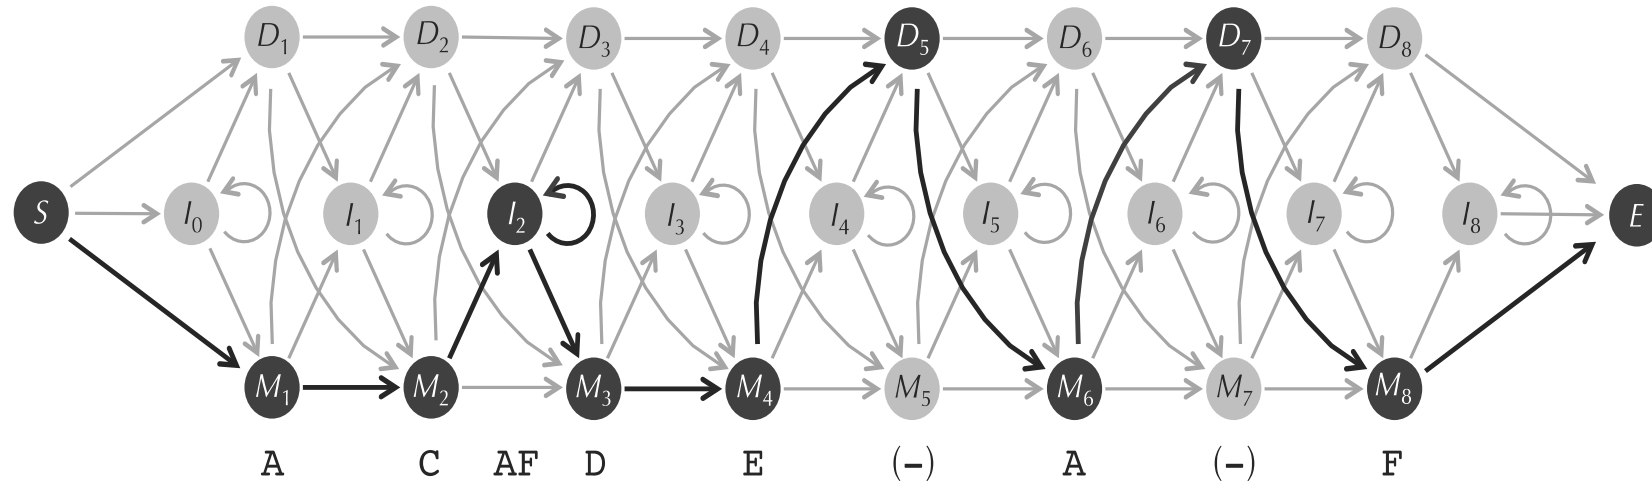 D1 D2 D3 D4 D5 D6 D7 D8
S I0 I1 I2 I3 I4 I5 I6 I7 I8 E
M1 M2 M3 M4 M5 M6 M7 M8
A C AF D E (-) A (-) F